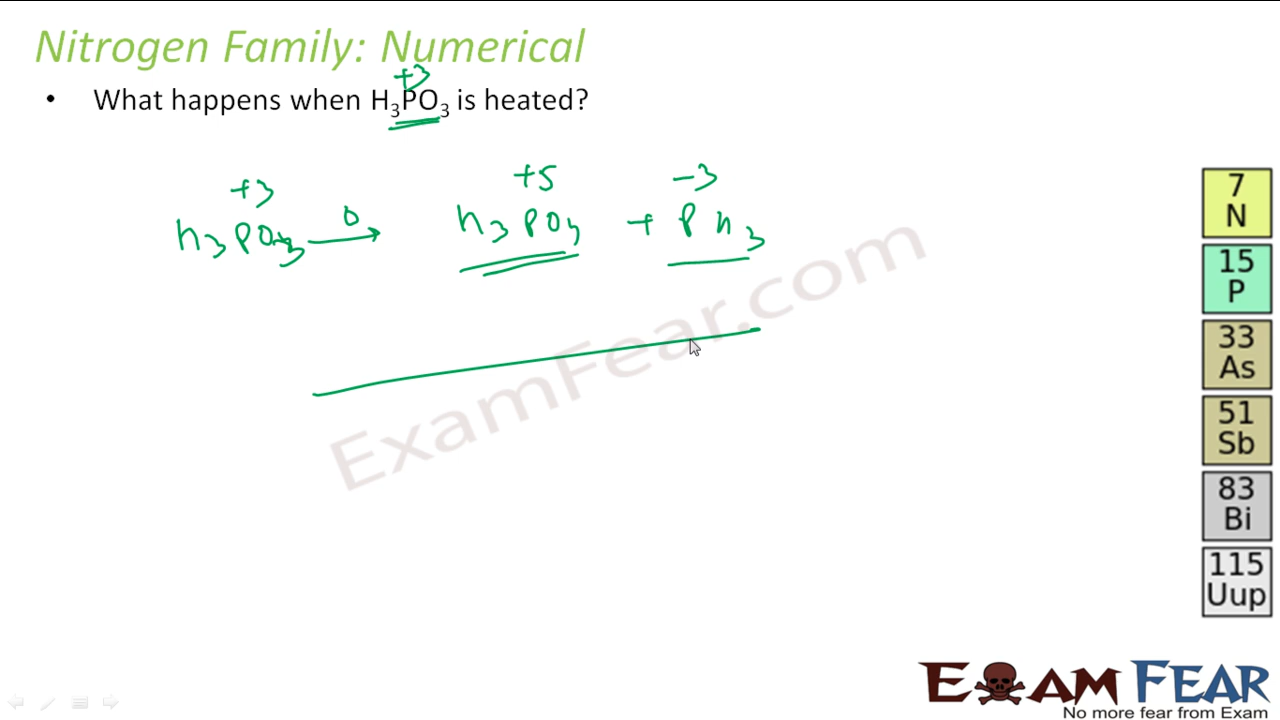 Nitrogen Family: Numerical
+3
• What happens when H₃PO₃ is heated?
+3 +5 -3
h₃PO₃ Δ → h₃PO₄ + Ph₃
ExamFear.com
7
N
15
P
33
As
51
Sb
83
Bi
115
Uup
EXAM FEAR
No more fear from Exam